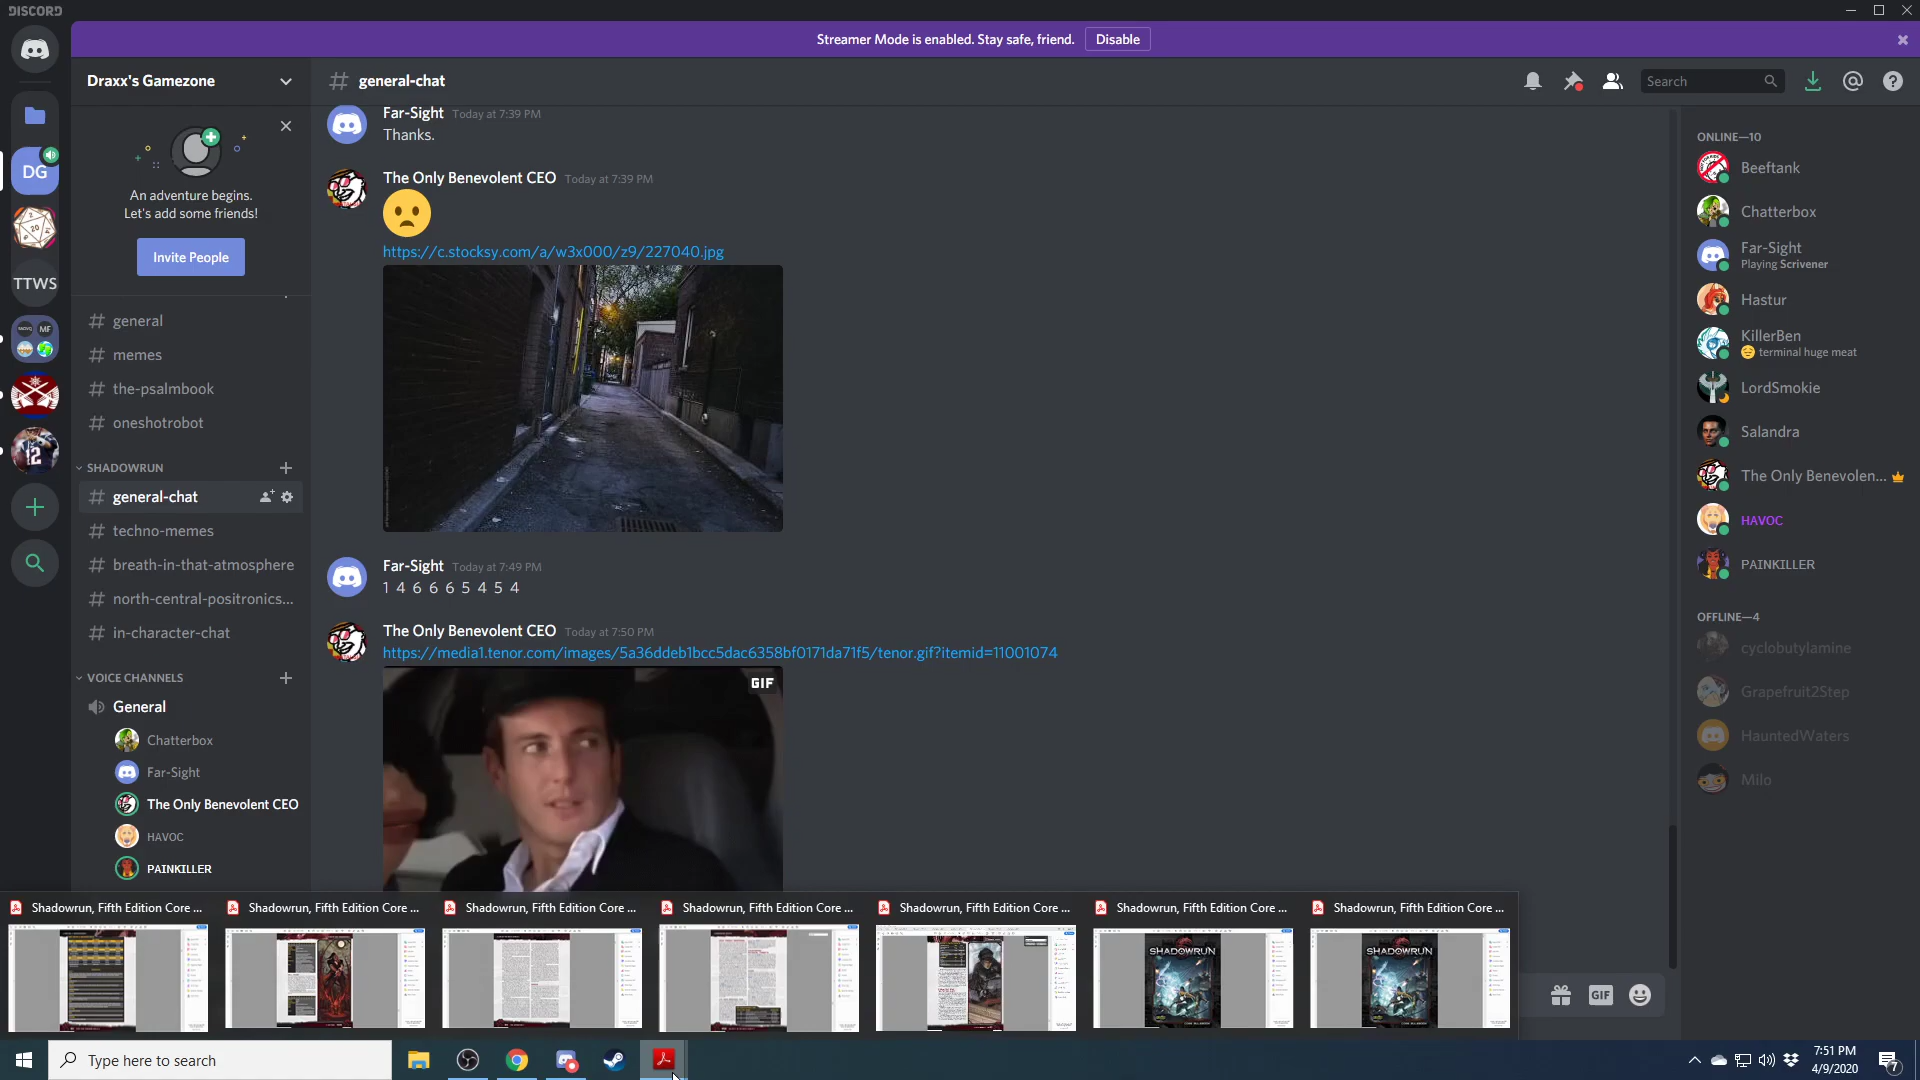 DISCORD
Streamer Mode is enabled. Stay safe, friend.
Disable
Draxx's Gamezone
general-chat
Search
DG
TTWS
MF
An adventure begins.
Let's add some friends!
Invite People
general
memes
the-psalmbook
oneshotrobot
SHADOWRUN
general-chat
techno-memes
breath-in-that-atmosphere
north-central-positronics...
in-character-chat
VOICE CHANNELS
General
Chatterbox
Far-Sight
The Only Benevolent CEO
HAVOC
PAINKILLER
Far-Sight Today at 7:39 PM
Thanks.
The Only Benevolent CEO Today at 7:39 PM
https://c.stocksy.com/a/w3x000/z9/227040.jpg
Far-Sight Today at 7:49 PM
1 4 6 6 6 5 4 5 4
The Only Benevolent CEO Today at 7:50 PM
https://media1.tenor.com/images/5a36ddeb1bcc5dac6358bf0171da71f5/tenor.gif?itemid=11001074
GIF
ONLINE—10
Beeftank
Chatterbox
Far-Sight
Playing Scrivener
Hastur
KillerBen
terminal huge meat
LordSmokie
Salandra
The Only Benevolen...
HAVOC
PAINKILLER
OFFLINE—4
cyclobutylamine
Grapefruit2Step
HauntedWaters
Milo
Shadowrun, Fifth Edition Core ...
Shadowrun, Fifth Edition Core ...
Shadowrun, Fifth Edition Core ...
Shadowrun, Fifth Edition Core ...
Shadowrun, Fifth Edition Core ...
Shadowrun, Fifth Edition Core ...
Shadowrun, Fifth Edition Core ...
SHADOWRUN
SHADOWRUN
GIF
Type here to search
7:51 PM
4/9/2020
7